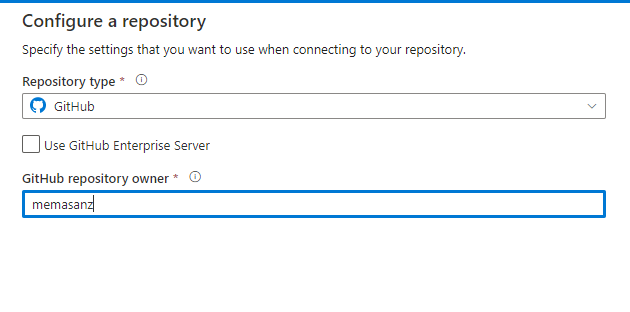 Configure a repository
Specify the settings that you want to use when connecting to your repository.
Repository type *
GitHub
Use GitHub Enterprise Server
GitHub repository owner *
memasanz